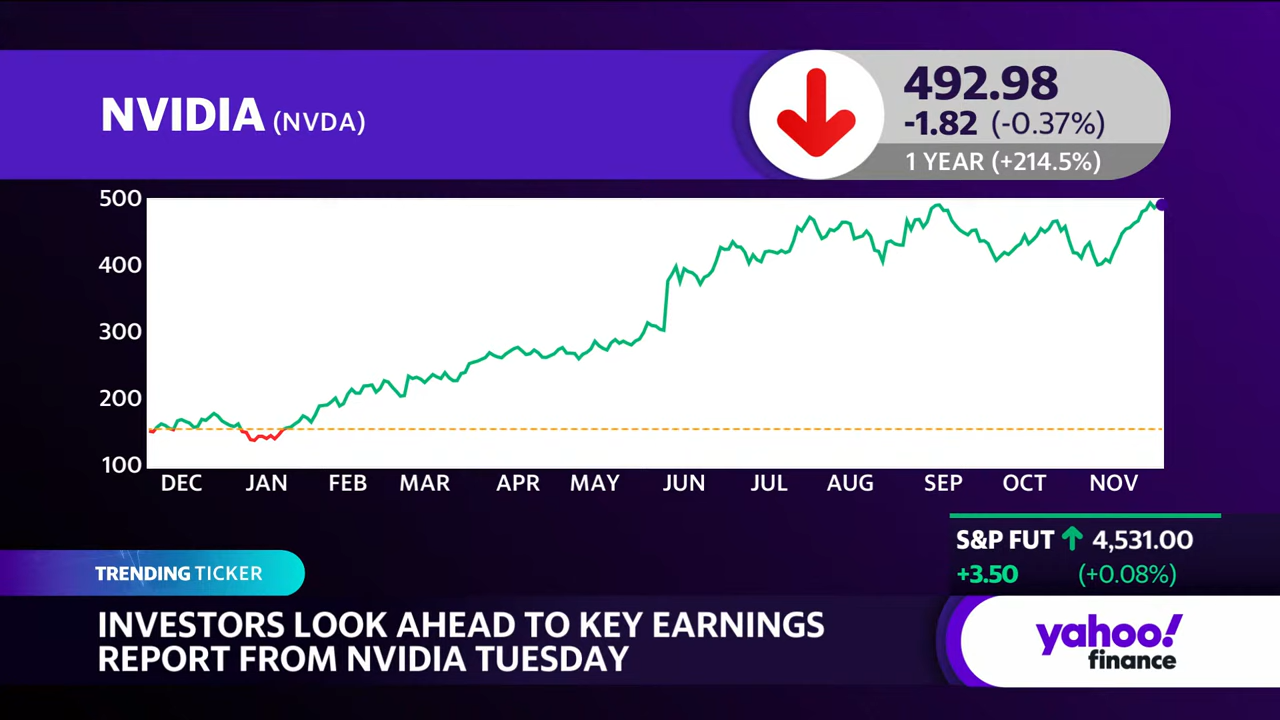 NVIDIA (NVDA)
492.98
-1.82 (-0.37%)
1 YEAR (+214.5%)
500
400
300
200
100
DEC JAN FEB MAR APR MAY JUN JUL AUG SEP OCT NOV
S&P FUT 4,531.00
+3.50 (+0.08%)
TRENDING TICKER
INVESTORS LOOK AHEAD TO KEY EARNINGS
REPORT FROM NVIDIA TUESDAY
yahoo!
finance